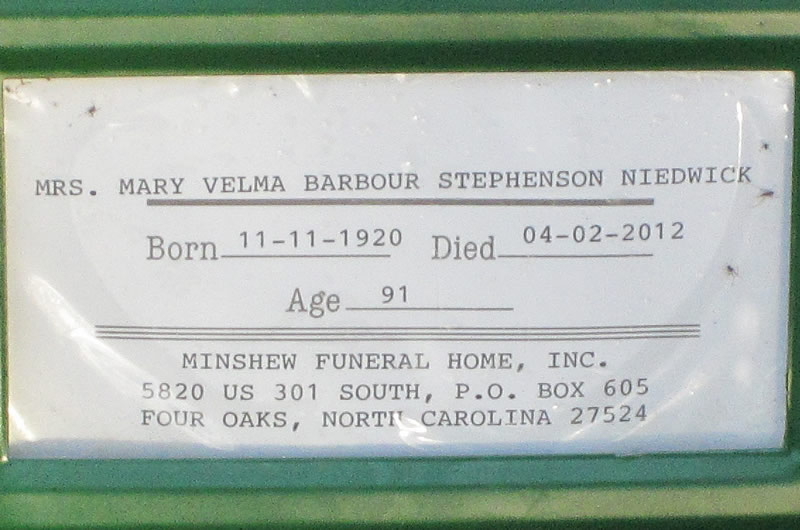 MRS. MARY VELMA BARBOUR STEPHENSON NIEDWICK
Born 11-11-1920 Died 04-02-2012
Age 91
MINSHEW FUNERAL HOME, INC.
5820 US 301 SOUTH, P.O. BOX 605
FOUR OAKS, NORTH CAROLINA 27524